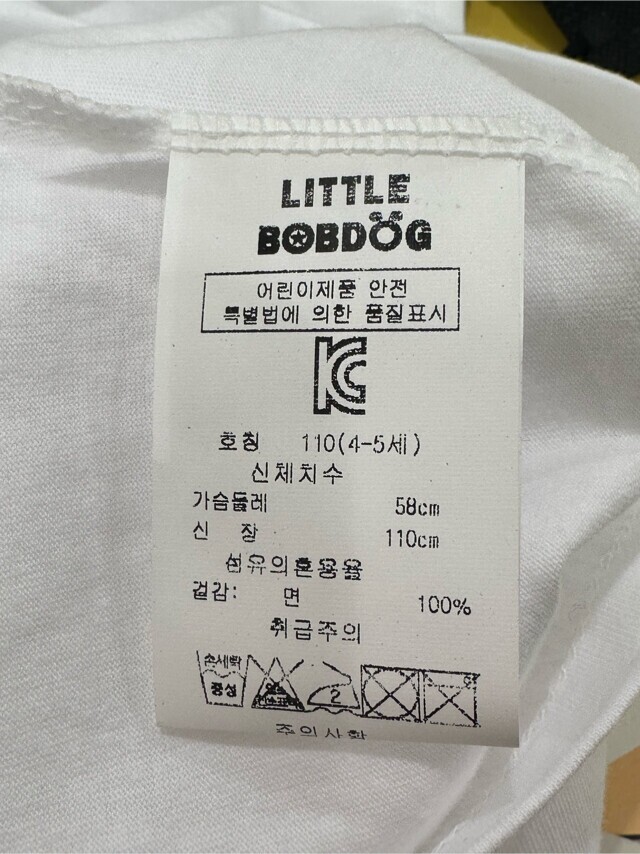 LITTLE
BOBDOG
어린이제품 안전
특별법에 의한 품질표시
호칭 110(4-5세)
신체치수
가슴둘레 58cm
신 장 110cm
섬유의혼용율
겉감: 면 100%
취급주의
손세탁
중성
2
주의사항